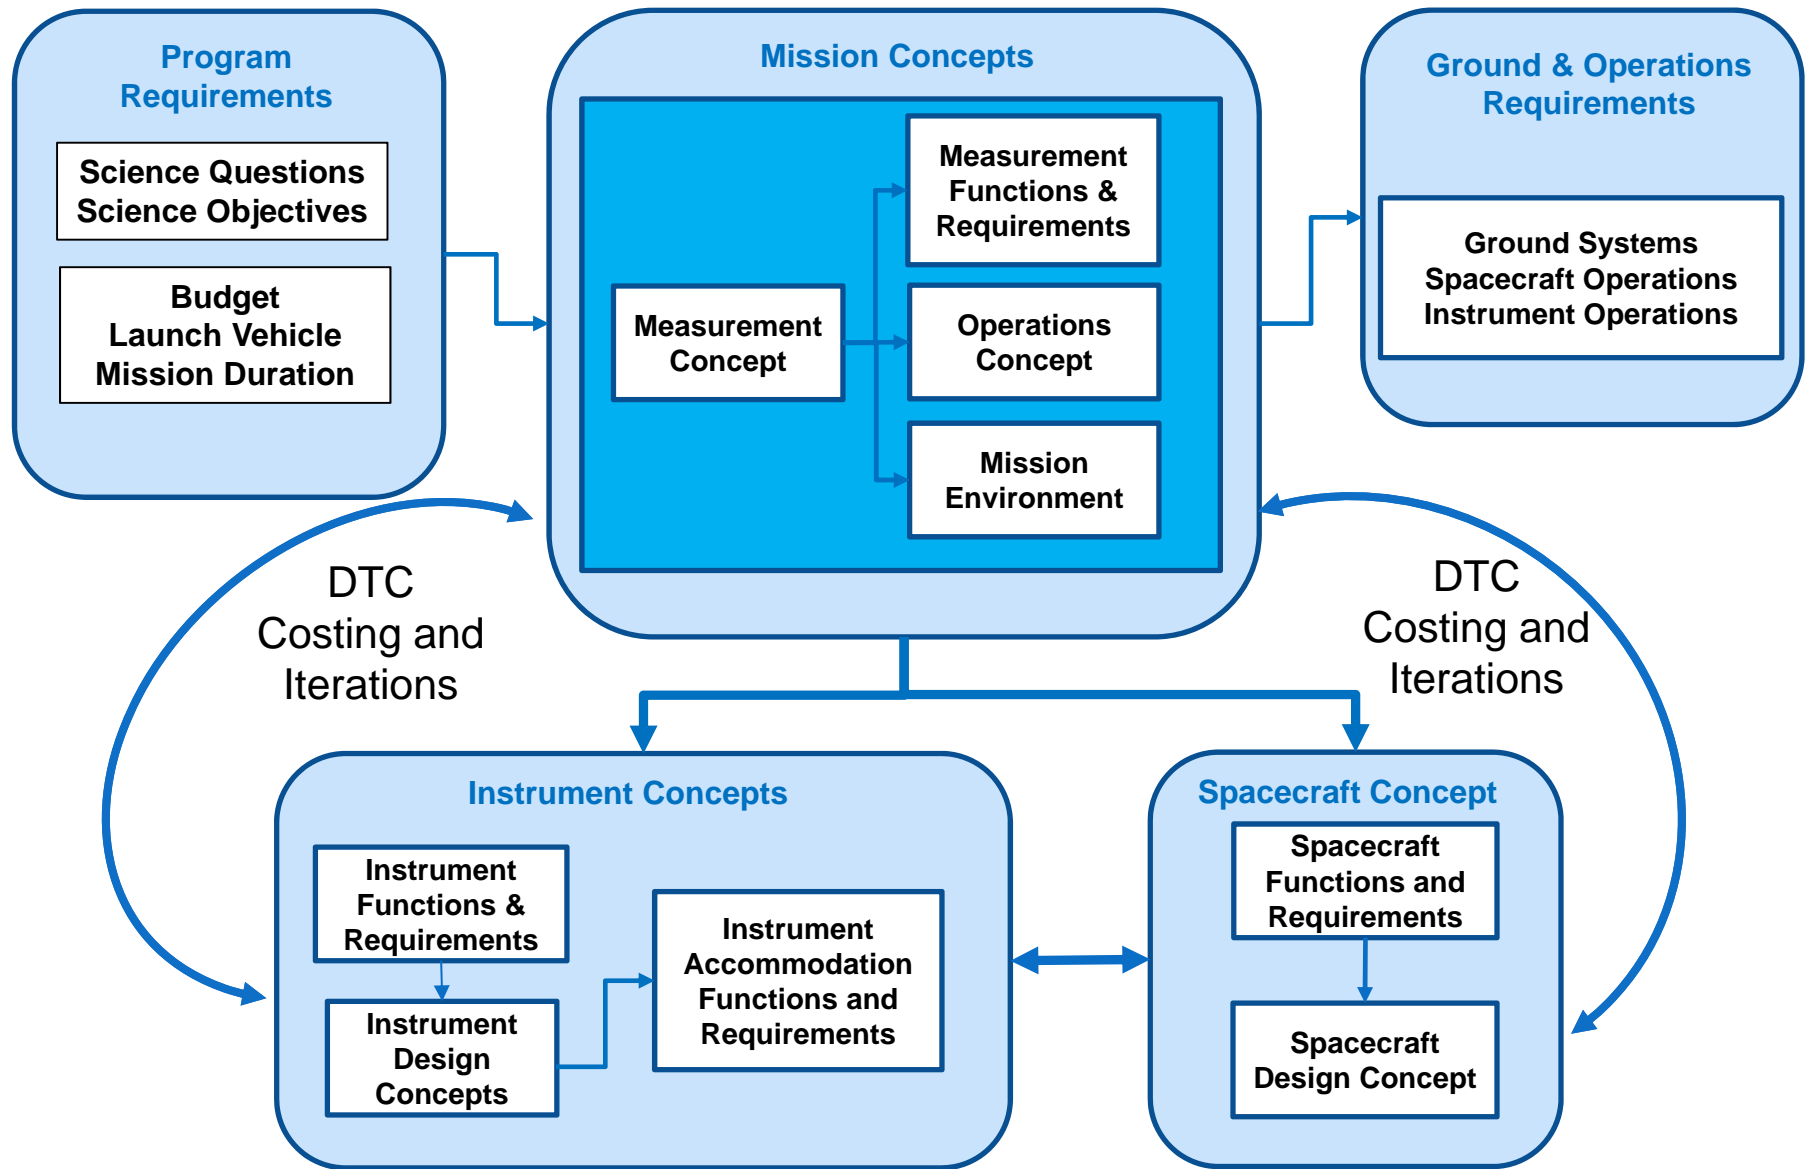 Program
Requirements
Science Questions
Science Objectives
Budget
Launch Vehicle
Mission Duration
Mission Concepts
Measurement
Concept
Measurement
Functions &
Requirements
Operations
Concept
Mission
Environment
Ground & Operations
Requirements
Ground Systems
Spacecraft Operations
Instrument Operations
DTC
Costing and
Iterations
DTC
Costing and
Iterations
Instrument Concepts
Instrument
Functions &
Requirements
Instrument
Design
Concepts
Instrument
Accommodation
Functions and
Requirements
Spacecraft Concept
Spacecraft
Functions and
Requirements
Spacecraft
Design Concept